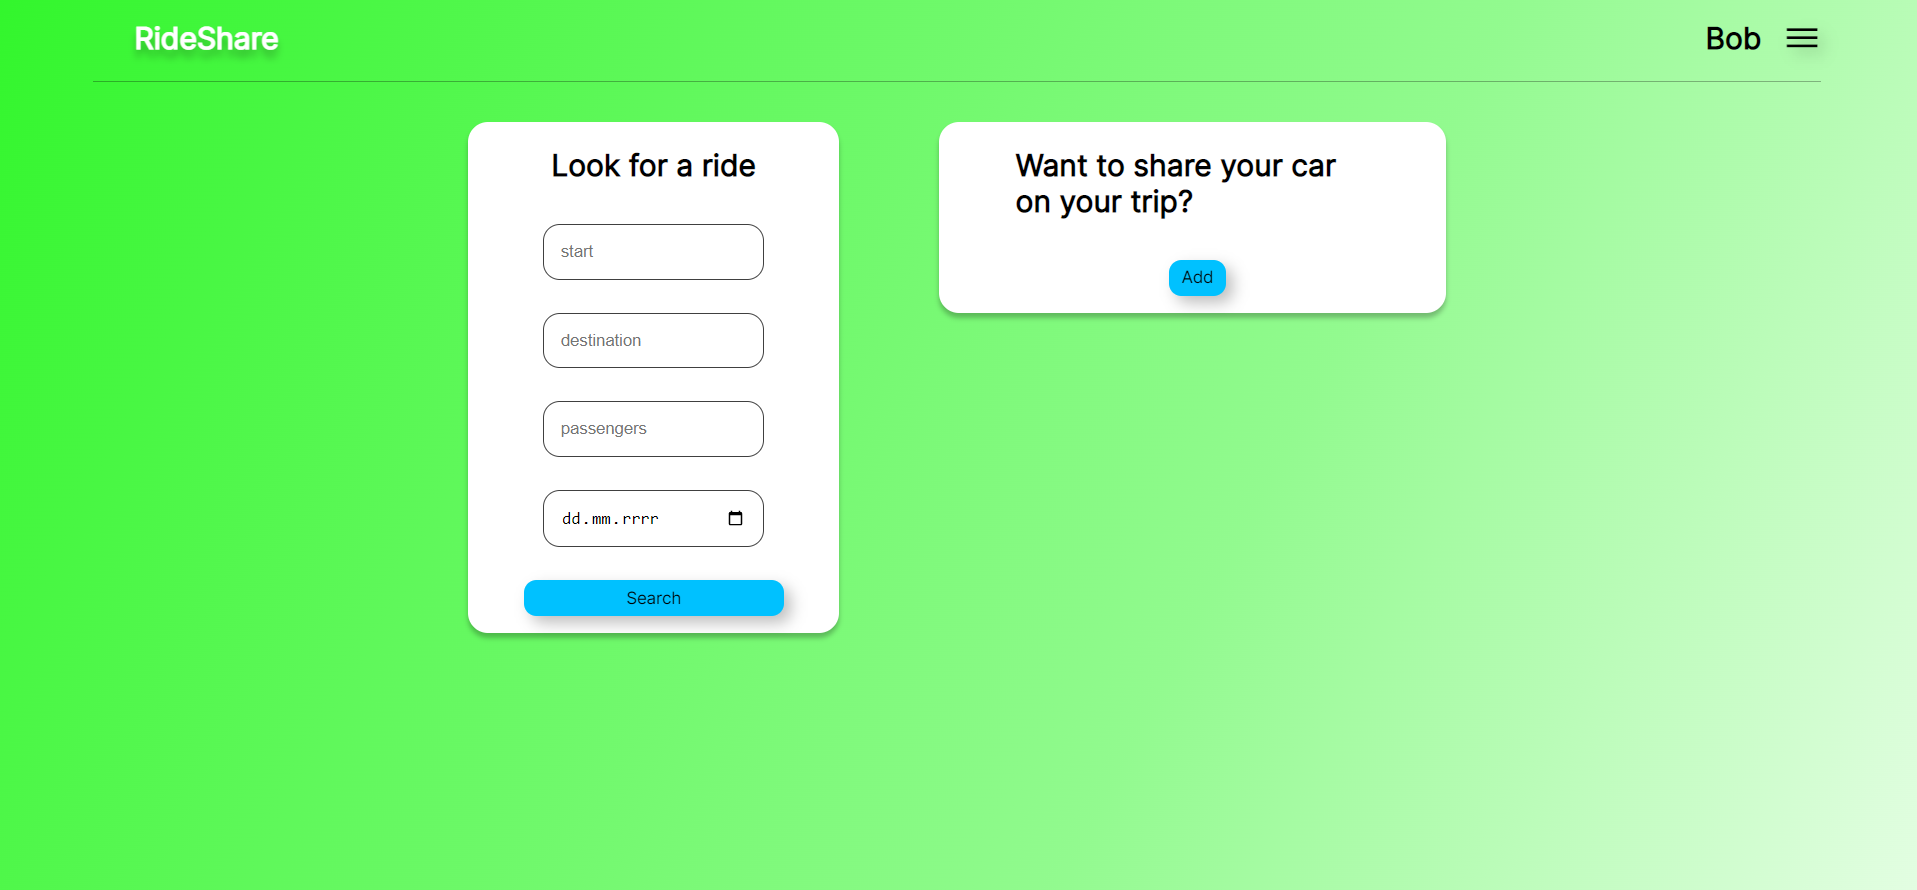 RideShare
Bob
Look for a ride
start
destination
passengers
dd.mm.rrrr
Search
Want to share your car
on your trip?
Add